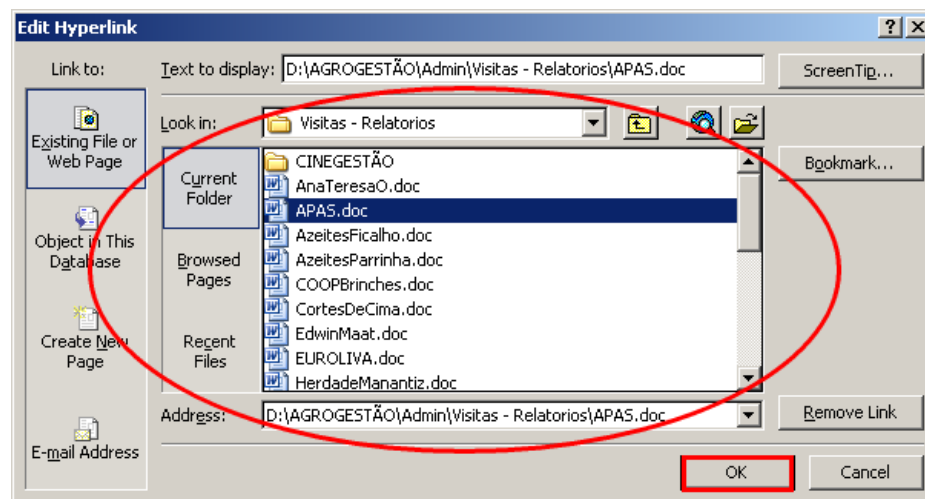 Edit Hyperlink
Link to:
Text to display: D:\AGROGESTÃO\Admin\Visitas - Relatorios\APAS.doc
ScreenTip...
Existing File or
Web Page
Object in This
Database
Create New
Page
E-mail Address
Look in: Visitas - Relatorios
Current
Folder
Browsed
Pages
Recent
Files
CINEGESTÃO
AnaTeresaO.doc
APAS.doc
AzeitesFicalho.doc
AzeitesParrinha.doc
COOPBrinches.doc
CortesDeCima.doc
EdwinMaat.doc
EUROLIVA.doc
HerdadeManantiz.doc
Bookmark...
Address: D:\AGROGESTÃO\Admin\Visitas - Relatorios\APAS.doc
Remove Link
OK
Cancel